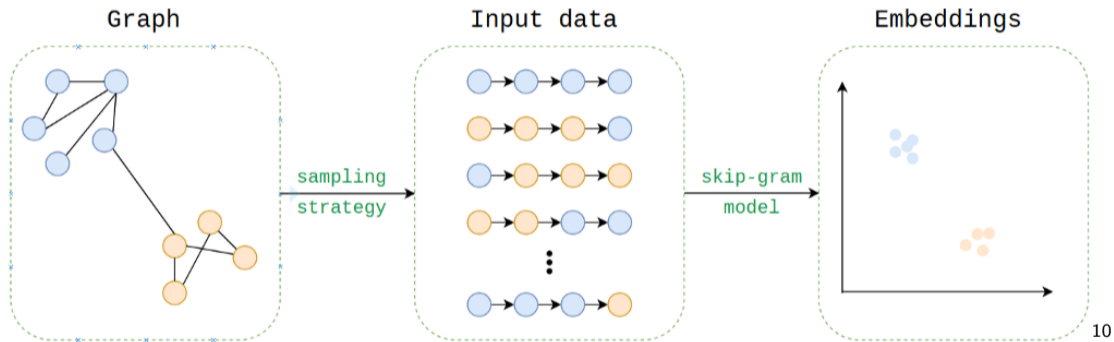 Graph
Input data
Embeddings
sampling
strategy
skip-gram
model
10